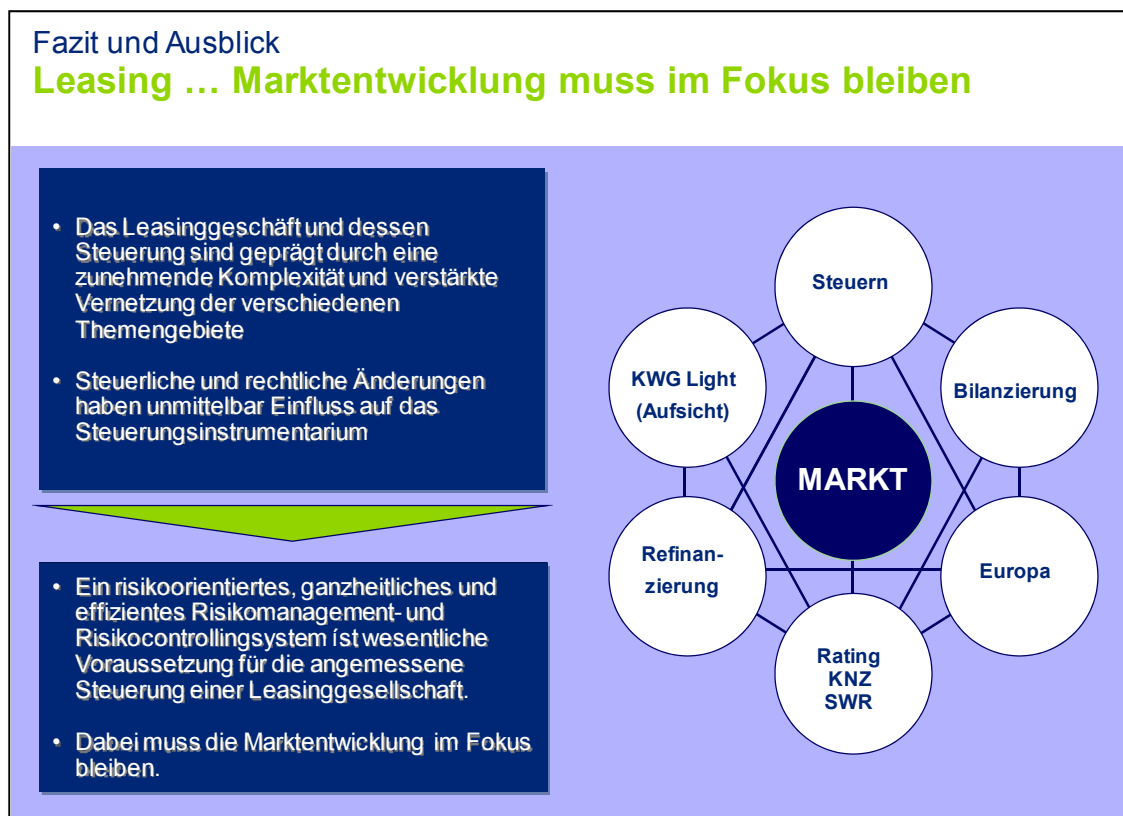 Fazit und Ausblick
Leasing … Marktentwicklung muss im Fokus bleiben
• Das Leasinggeschäft und dessen
Steuerung sind geprägt durch eine
zunehmende Komplexität und verstärkte
Vernetzung der verschiedenen
Themengebiete
• Steuerliche und rechtliche Änderungen
haben unmittelbar Einfluss auf das
Steuerungsinstrumentarium
• Ein risikoorientiertes, ganzheitliches und
effizientes Risikomanagement- und
Risikocontrollingsystem íst wesentliche
Voraussetzung für die angemessene
Steuerung einer Leasinggesellschaft.
• Dabei muss die Marktentwicklung im Fokus
bleiben.
Steuern
KWG Light
(Aufsicht)
Bilanzierung
MARKT
Refinan-
zierung
Europa
Rating
KNZ
SWR